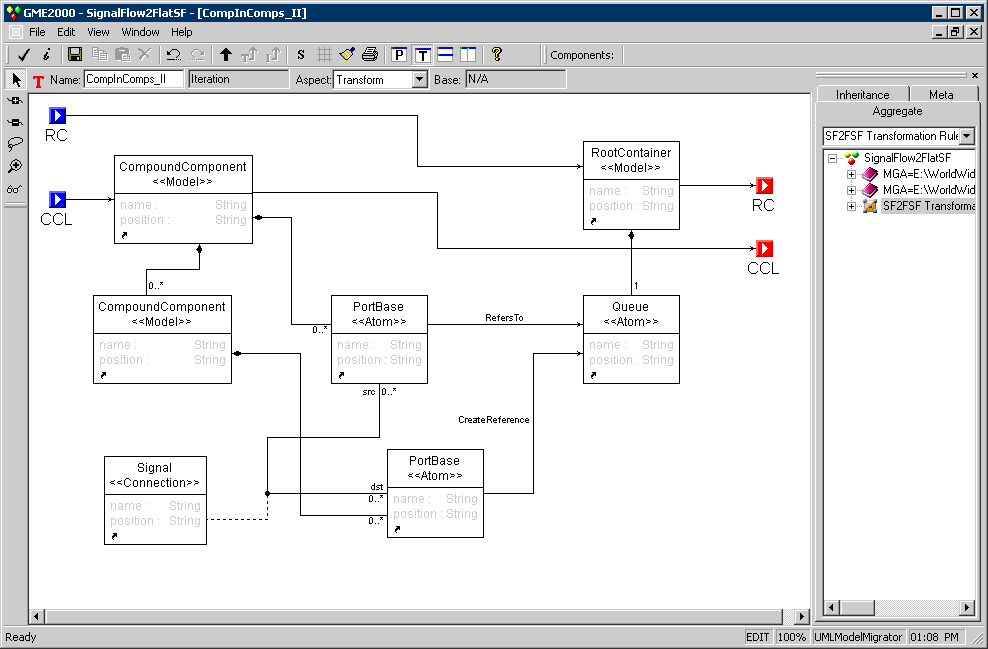 GME2000 - SignalFlow2FlatSF - [CompInComps_II]
File Edit View Window Help
S P T ? Components:
T Name: CompInComps_II Iteration Aspect: Transform Base: N/A
RC
CompoundComponent
<<Model>>
name : String
position : String
CCL
RootContainer
<<Model>>
name : String
position : String
RC
CCL
0..*
1
CompoundComponent
<<Model>>
name : String
position : String
0..*
PortBase
<<Atom>>
name : String
position : String
RefersTo
Queue
<<Atom>>
name : String
position : String
src 0..*
CreateReference
Signal
<<Connection>>
name : String
position : String
dst
0..*
0..*
PortBase
<<Atom>>
name : String
position : String
Inheritance Meta
Aggregate
SF2FSF Transformation Rule
SignalFlow2FlatSF
MGA=E:\WorldWid
MGA=E:\WorldWid
SF2FSF Transforma
Ready EDIT 100% UMLModelMigrator 01:08 PM